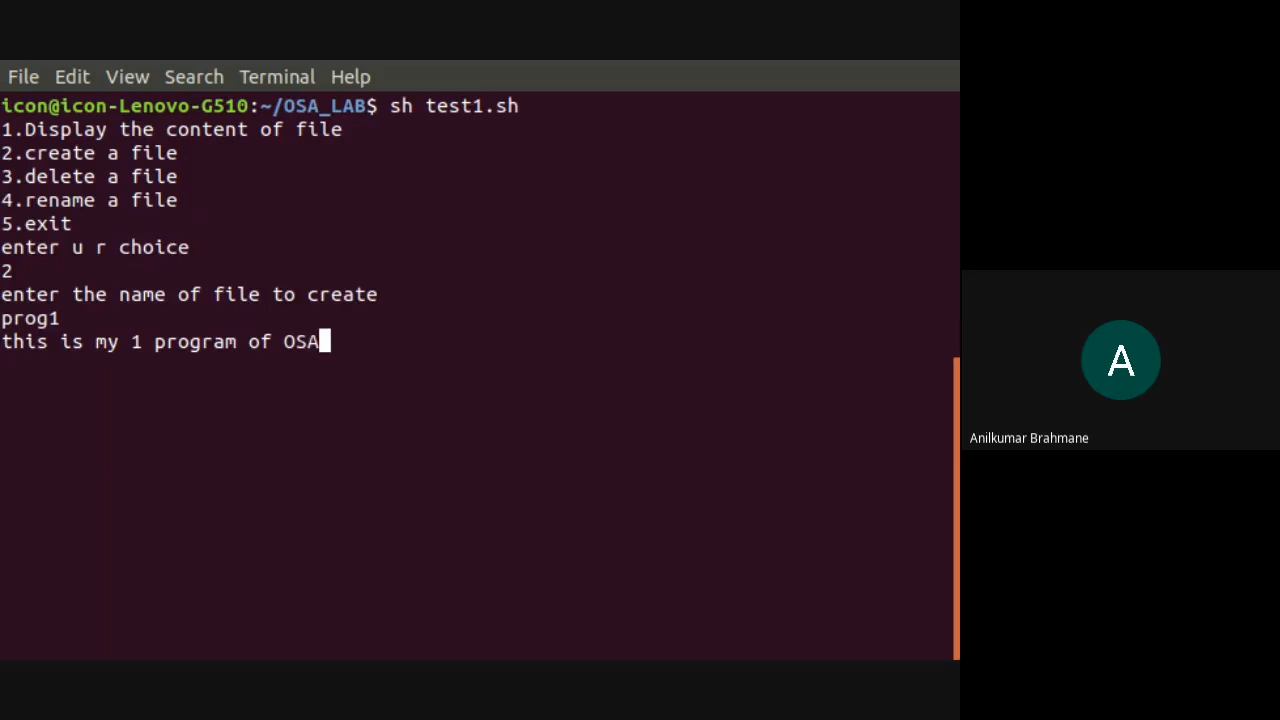 File Edit View Search Terminal Help
icon@icon-Lenovo-G510:~/OSA_LAB$ sh test1.sh
1.Display the content of file
2.create a file
3.delete a file
4.rename a file
5.exit
enter u r choice
2
enter the name of file to create
prog1
this is my 1 program of OSA
A
Anilkumar Brahmane